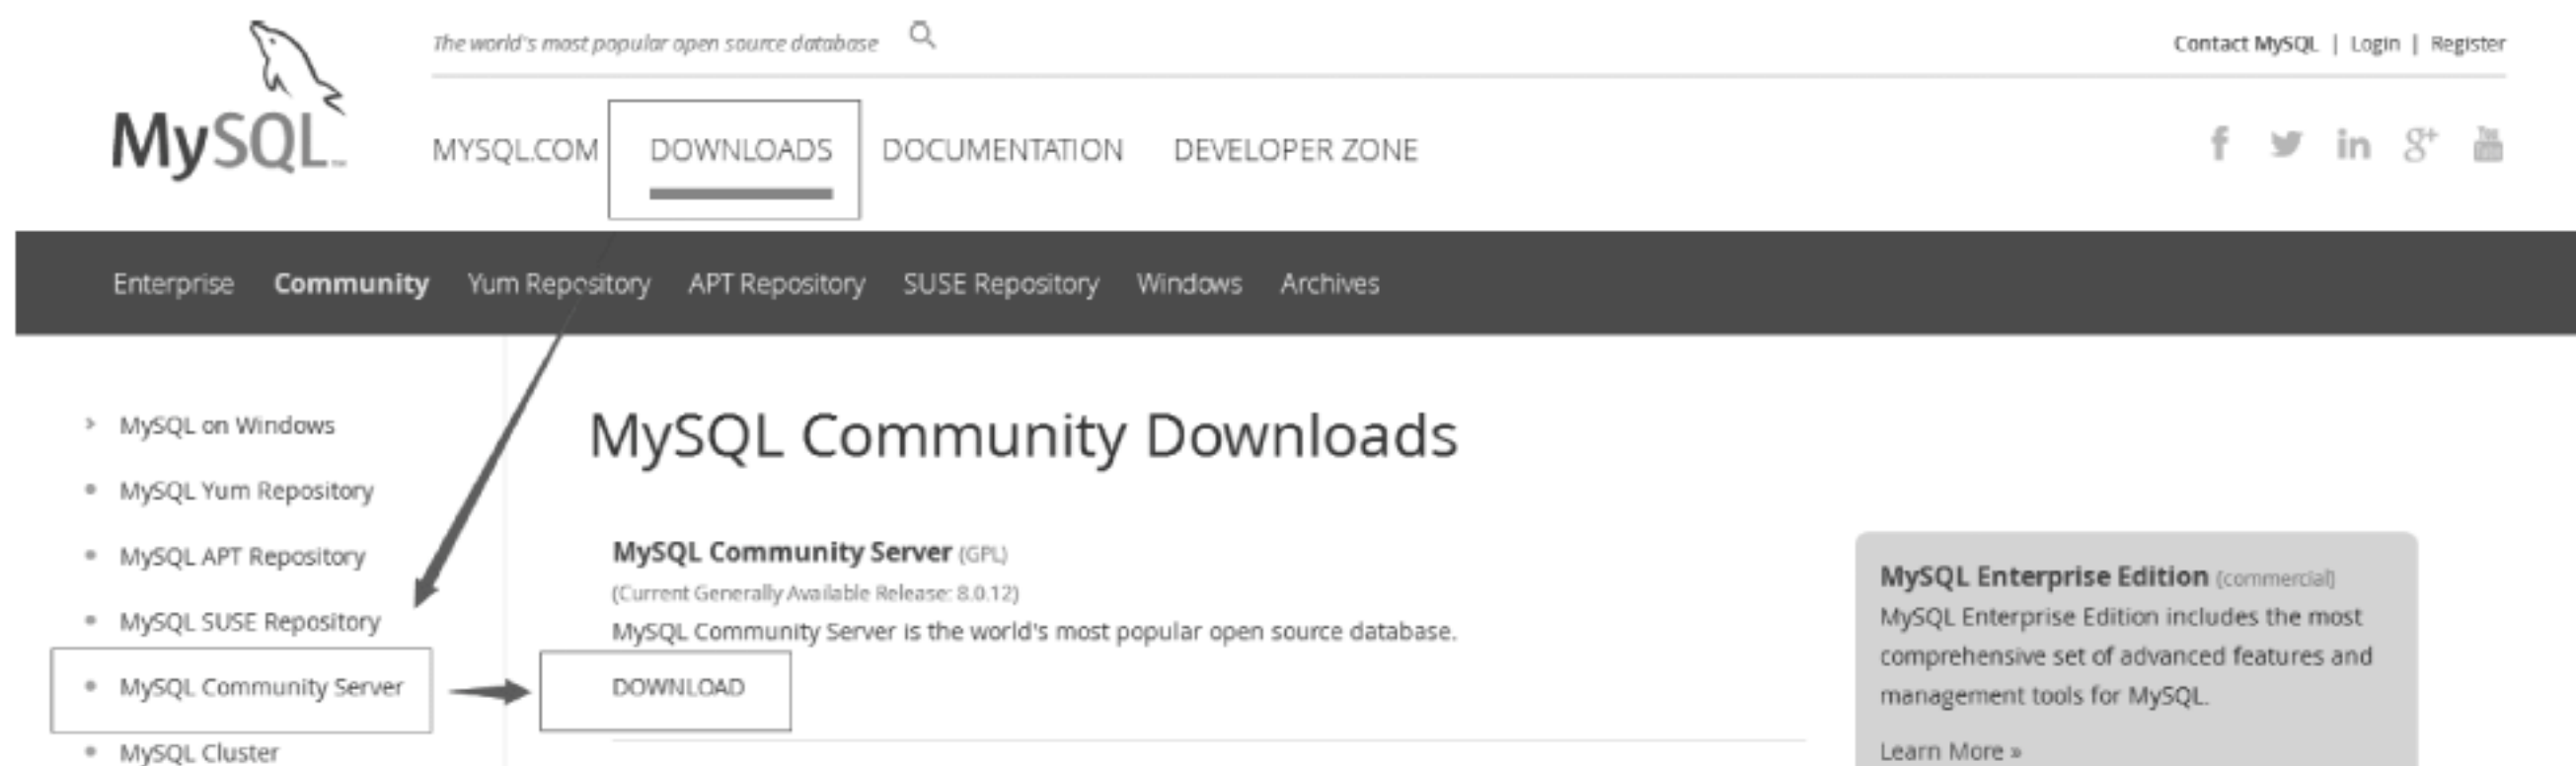 The world's most popular open source database
Contact MySQL | Login | Register
MySQL
MYSQL.COM DOWNLOADS DOCUMENTATION DEVELOPER ZONE
Enterprise Community Yum Repository APT Repository SUSE Repository Windows Archives
MySQL on Windows
MySQL Yum Repository
MySQL APT Repository
MySQL SUSE Repository
MySQL Community Server
MySQL Cluster
MySQL Community Downloads
MySQL Community Server (GPL)
(Current Generally Available Release: 8.0.12)
MySQL Community Server is the world's most popular open source database.
DOWNLOAD
MySQL Enterprise Edition (commercial)
MySQL Enterprise Edition includes the most
comprehensive set of advanced features and
management tools for MySQL.
Learn More »